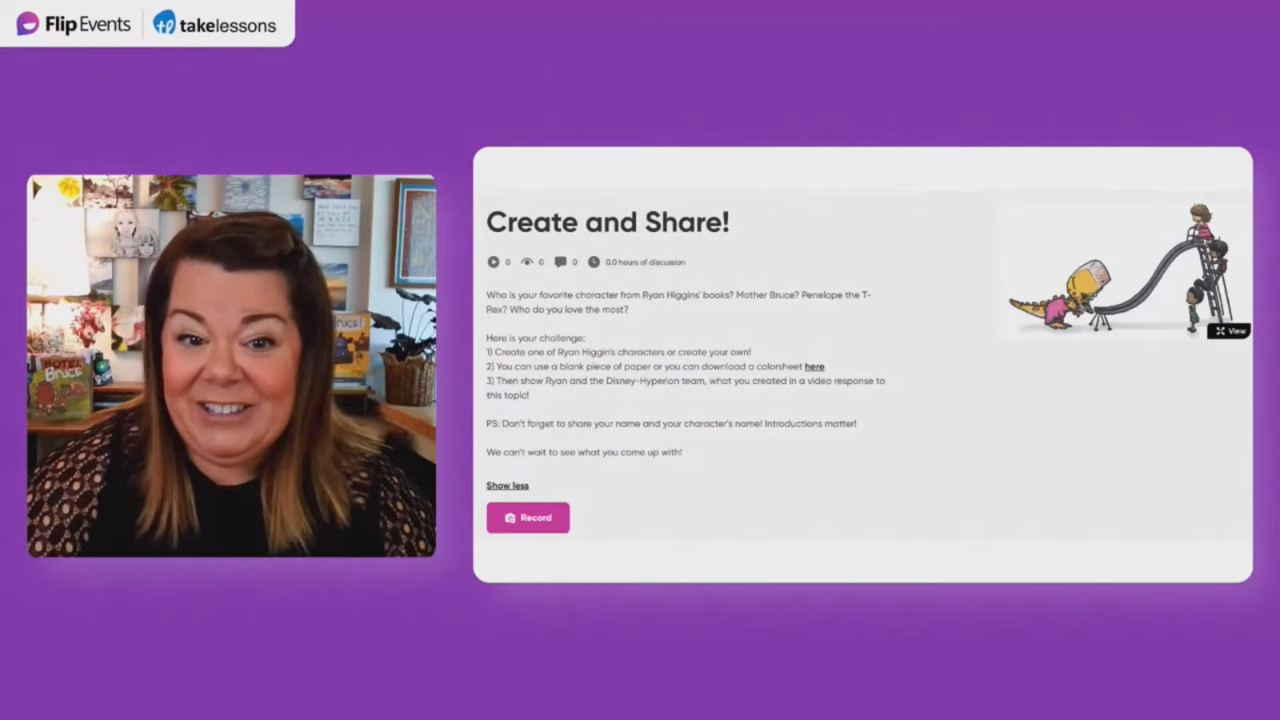 Flip Events takelessons
HOTEL
Bruce
Create and Share!
0 0 0 0.0 hours of discussion
Who is your favorite character from Ryan Higgins' books? Mother Bruce? Penelope the T-
Rex? Who do you love the most?
View
Here is your challenge:
1) Create one of Ryan Higgin's characters or create your own!
2) You can use a blank piece of paper or you can download a colorsheet here
3) Then show Ryan and the Disney-Hyperion team, what you created in a video response to
this topic!
PS: Don't forget to share your name and your character's name! Introductions matter!
We can't wait to see what you come up with!
Show less
Record